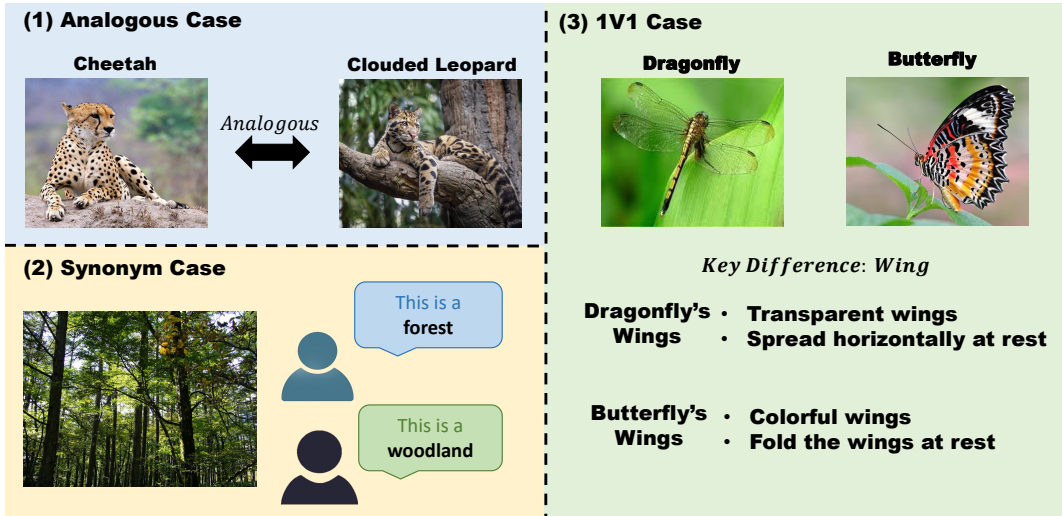 (1) Analogous Case
Cheetah
Clouded Leopard
Analogous
(2) Synonym Case
This is a
forest
This is a
woodland
(3) 1V1 Case
Dragonfly
Butterfly
Key Difference: Wing
Dragonfly's
Wings
• Transparent wings
• Spread horizontally at rest
Butterfly's
Wings
• Colorful wings
• Fold the wings at rest